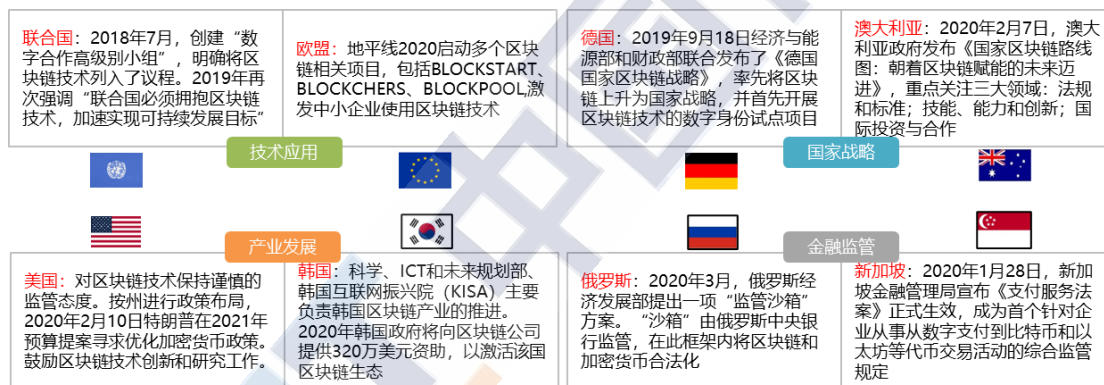 联合国：2018年7月，创建“数
字合作高级别小组”，明确将区
块链技术列入了议程。2019年再
次强调“联合国必须拥抱区块链
技术，加速实现可持续发展目标”
欧盟：地平线2020启动多个区块
链相关项目，包括BLOCKSTART、
BLOCKCHERS、BLOCKPOOL,激
发中小企业使用区块链技术
技术应用
德国：2019年9月18日经济与能
源部和财政部联合发布了《德国
国家区块链战略》，率先将区块
链上升为国家战略，并首先开展
区块链技术的数字身份试点项目
澳大利亚：2020年2月7日，澳大
利亚政府发布《国家区块链路线
图：朝着区块链赋能的未来迈
进》，重点关注三大领域：法规
和标准；技能、能力和创新；国
际投资与合作
国家战略
产业发展
美国：对区块链技术保持谨慎的
监管态度。按州进行政策布局，
2020年2月10日特朗普在2021年
预算提案寻求优化加密货币政策。
鼓励区块链技术创新和研究工作。
韩国：科学、ICT和未来规划部、
韩国互联网振兴院（KISA）主要
负责韩国区块链产业的推进。
2020年韩国政府将向区块链公司
提供320万美元资助，以激活该国
区块链生态
金融监管
俄罗斯：2020年3月，俄罗斯经
济发展部提出一项“监管沙箱”
方案。“沙箱”由俄罗斯中央银
行监管，在此框架内将区块链和
加密货币合法化
新加坡：2020年1月28日，新加
坡金融管理局宣布《支付服务法
案》正式生效，成为首个针对企
业从事从数字支付到比特币和以
太坊等代币交易活动的综合监管
规定